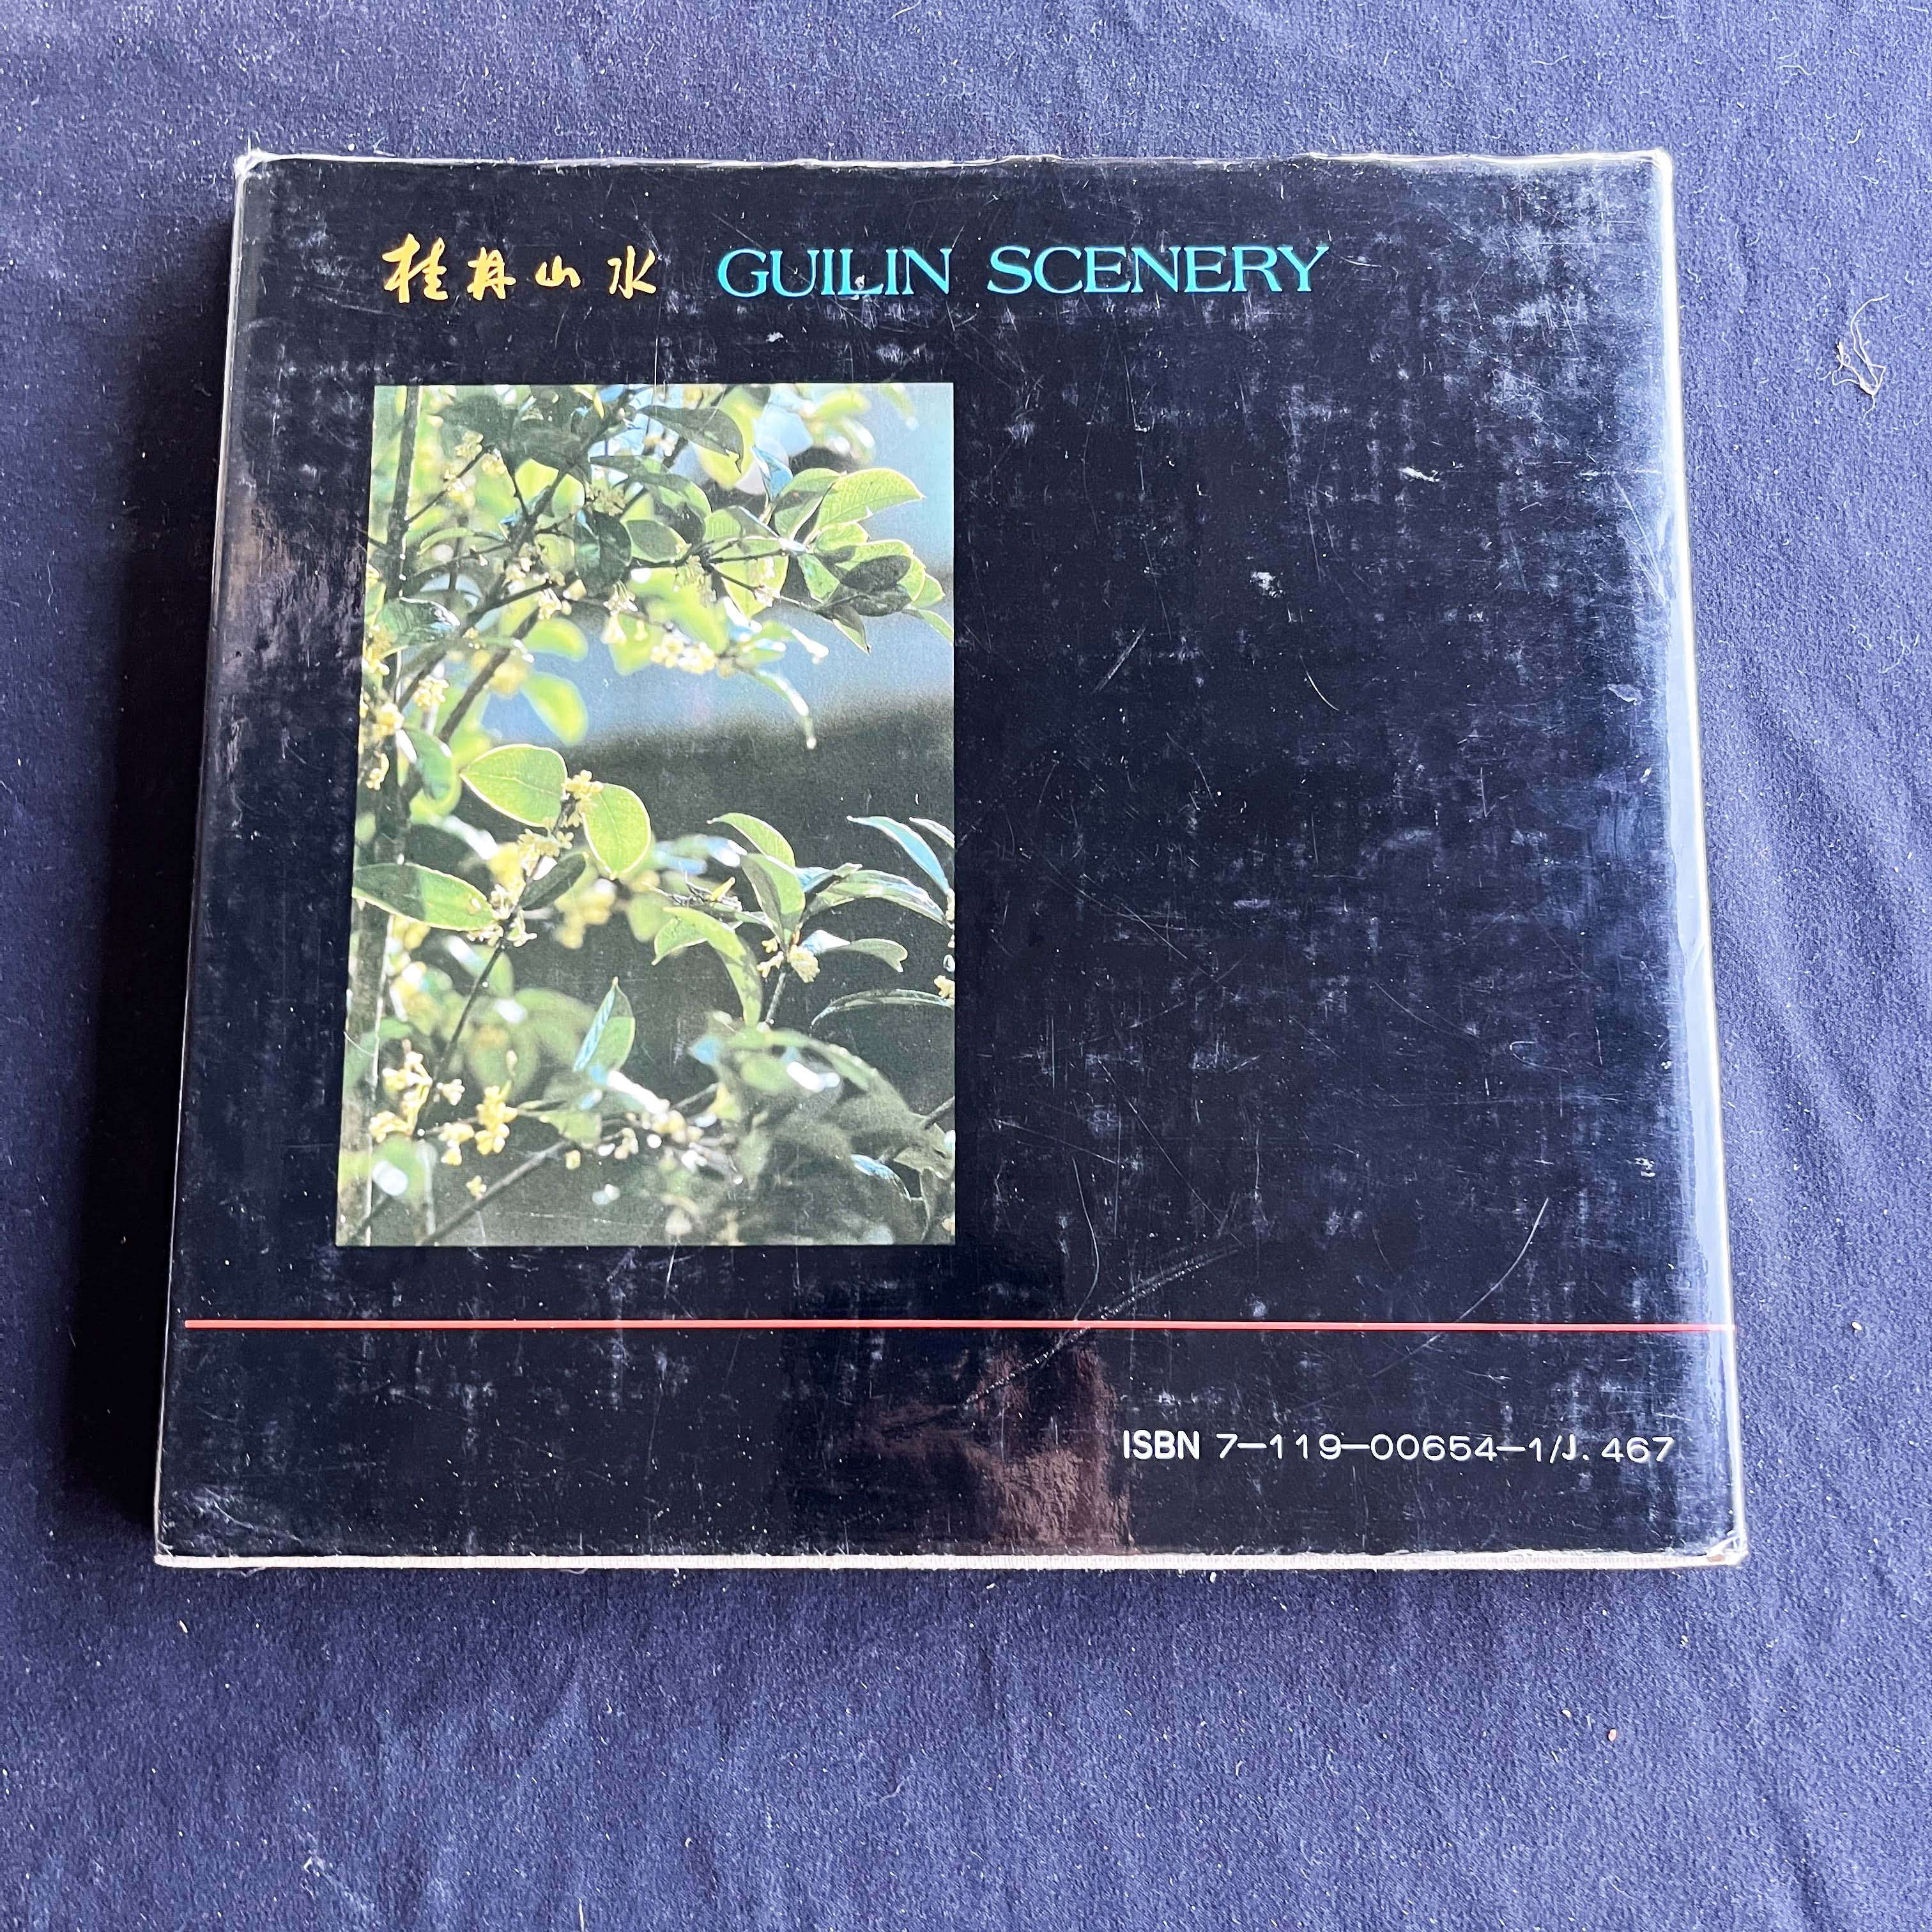 桂林山水 GUILIN SCENERY
ISBN 7-119-00654-1/J. 467